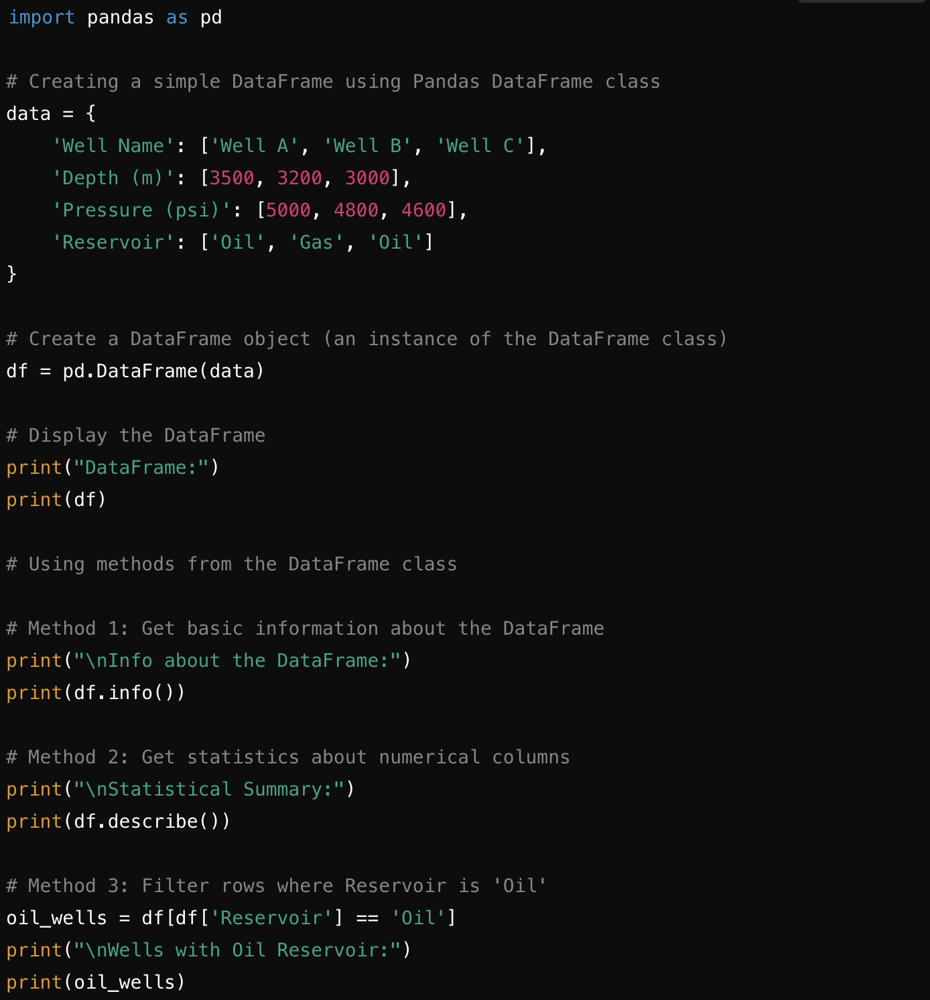 import pandas as pd
# Creating a simple DataFrame using Pandas DataFrame class
data = {
    'Well Name': ['Well A', 'Well B', 'Well C'],
    'Depth (m)': [3500, 3200, 3000],
    'Pressure (psi)': [5000, 4800, 4600],
    'Reservoir': ['Oil', 'Gas', 'Oil']
}
# Create a DataFrame object (an instance of the DataFrame class)
df = pd.DataFrame(data)
# Display the DataFrame
print("DataFrame:")
print(df)
# Using methods from the DataFrame class
# Method 1: Get basic information about the DataFrame
print("\nInfo about the DataFrame:")
print(df.info())
# Method 2: Get statistics about numerical columns
print("\nStatistical Summary:")
print(df.describe())
# Method 3: Filter rows where Reservoir is 'Oil'
oil_wells = df[df['Reservoir'] == 'Oil']
print("\nWells with Oil Reservoir:")
print(oil_wells)